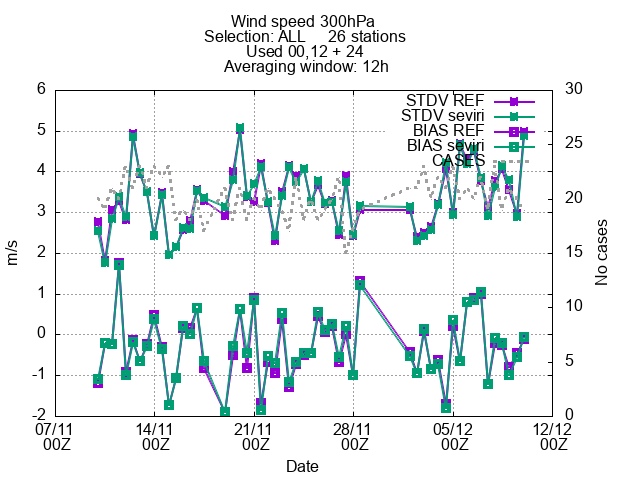 Wind speed 300hPa
Selection: ALL 26 stations
Used 00,12 + 24
Averaging window: 12h
STDV REF
STDV seviri
BIAS REF
BIAS seviri
CASES
6
5
4
3
2
1
0
-1
-2
30
25
20
15
10
5
0
m/s
No cases
07/11 14/11 21/11 28/11 05/12 12/12
00Z 00Z 00Z 00Z 00Z 00Z
Date